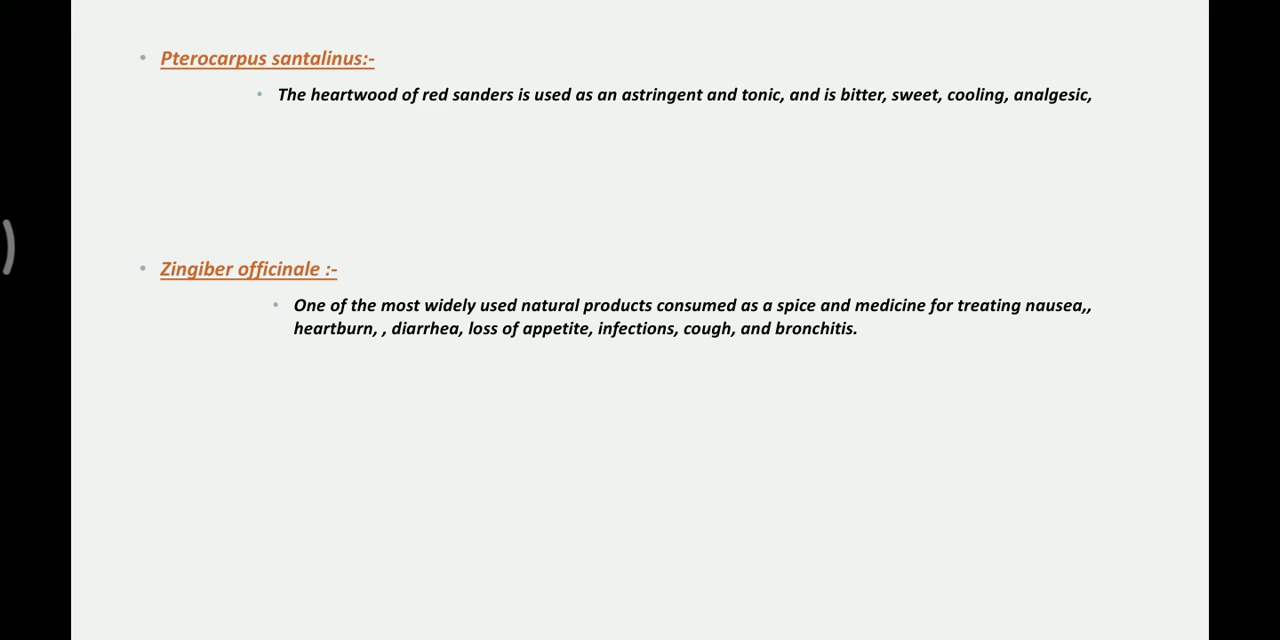 Pterocarpus santalinus:-
The heartwood of red sanders is used as an astringent and tonic, and is bitter, sweet, cooling, analgesic,
Zingiber officinale :-
One of the most widely used natural products consumed as a spice and medicine for treating nausea,,
heartburn, , diarrhea, loss of appetite, infections, cough, and bronchitis.